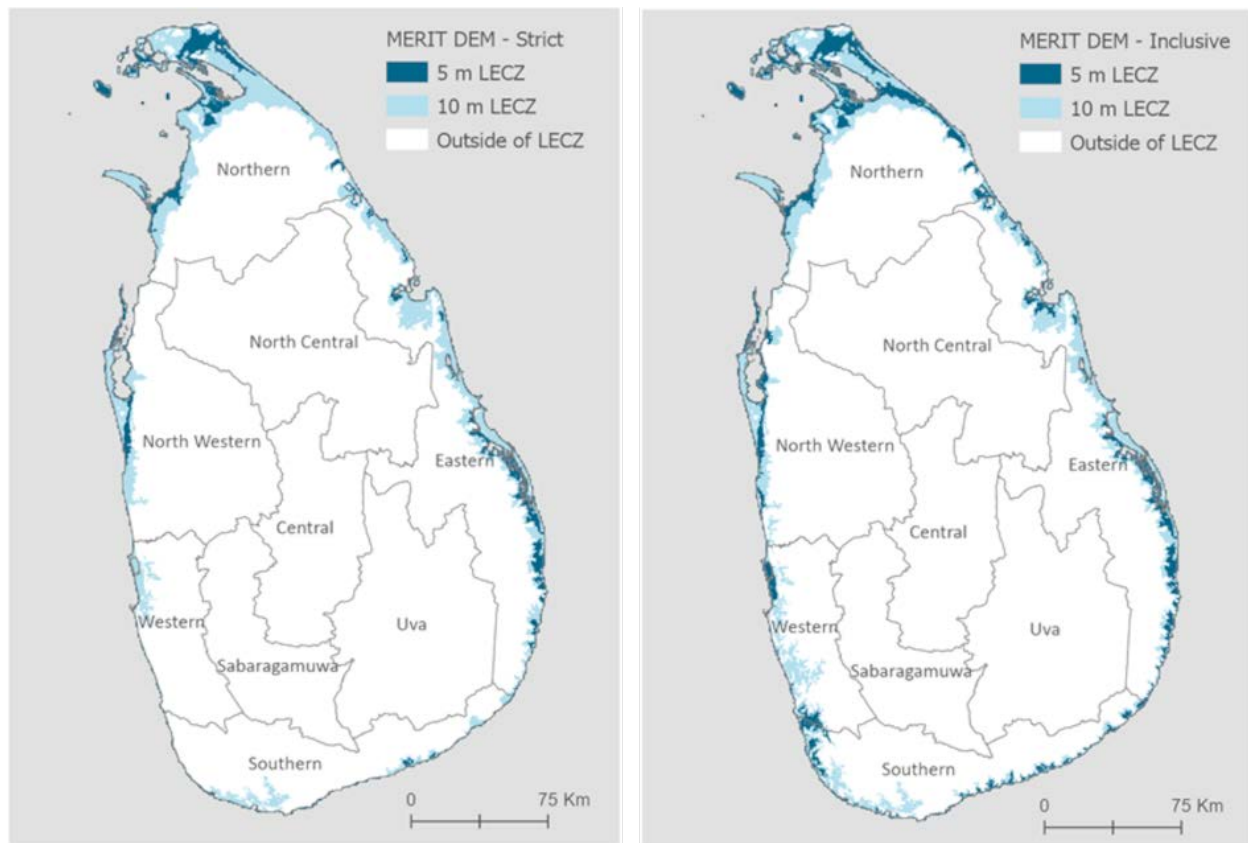 MERIT DEM - Strict
5 m LECZ
10 m LECZ
Outside of LECZ
Northern
North Central
North Western
Eastern
Central
Western
Uva
Sabaragamuwa
Southern
0 75 Km
MERIT DEM - Inclusive
5 m LECZ
10 m LECZ
Outside of LECZ
Northern
North Central
North Western
Eastern
Central
Western
Uva
Sabaragamuwa
Southern
0 75 Km